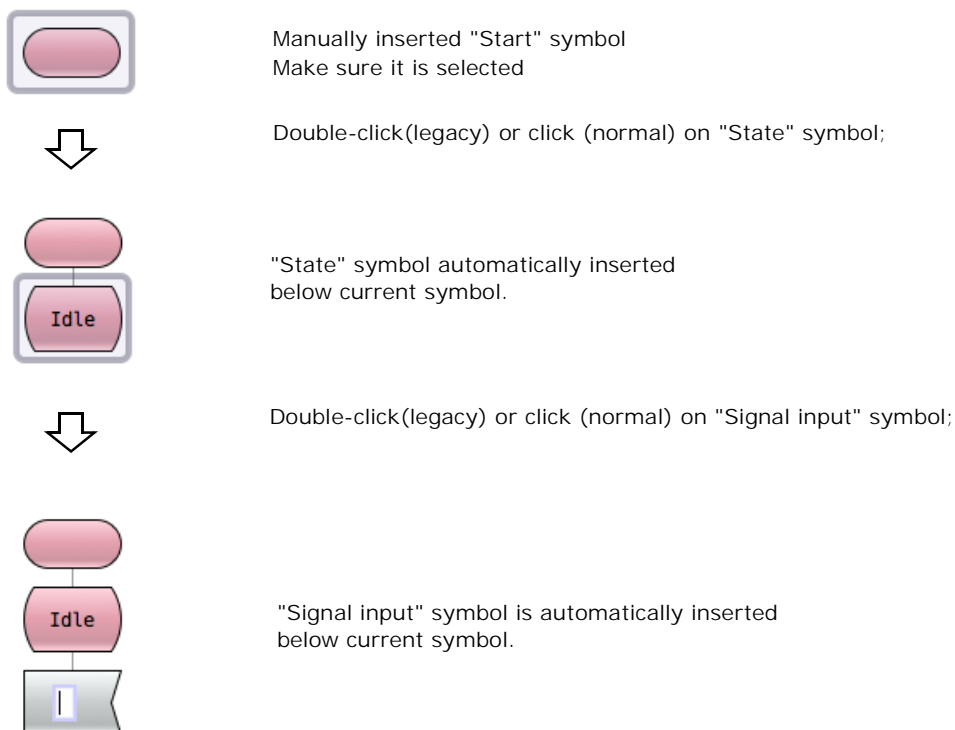 Manually inserted "Start" symbol
Make sure it is selected
Double-click(legacy) or click (normal) on "State" symbol;
"State" symbol automatically inserted
below current symbol.
Idle
Double-click(legacy) or click (normal) on "Signal input" symbol;
Idle
"Signal input" symbol is automatically inserted
below current symbol.